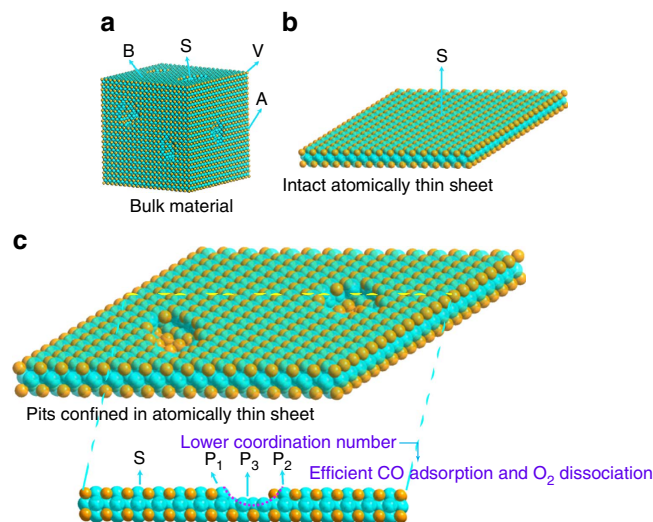 a
B
S
V
A
Bulk material
b
S
Intact atomically thin sheet
c
Pits confined in atomically thin sheet
Lower coordination number
S
P₁
P₃
P₂
Efficient CO adsorption and O₂ dissociation